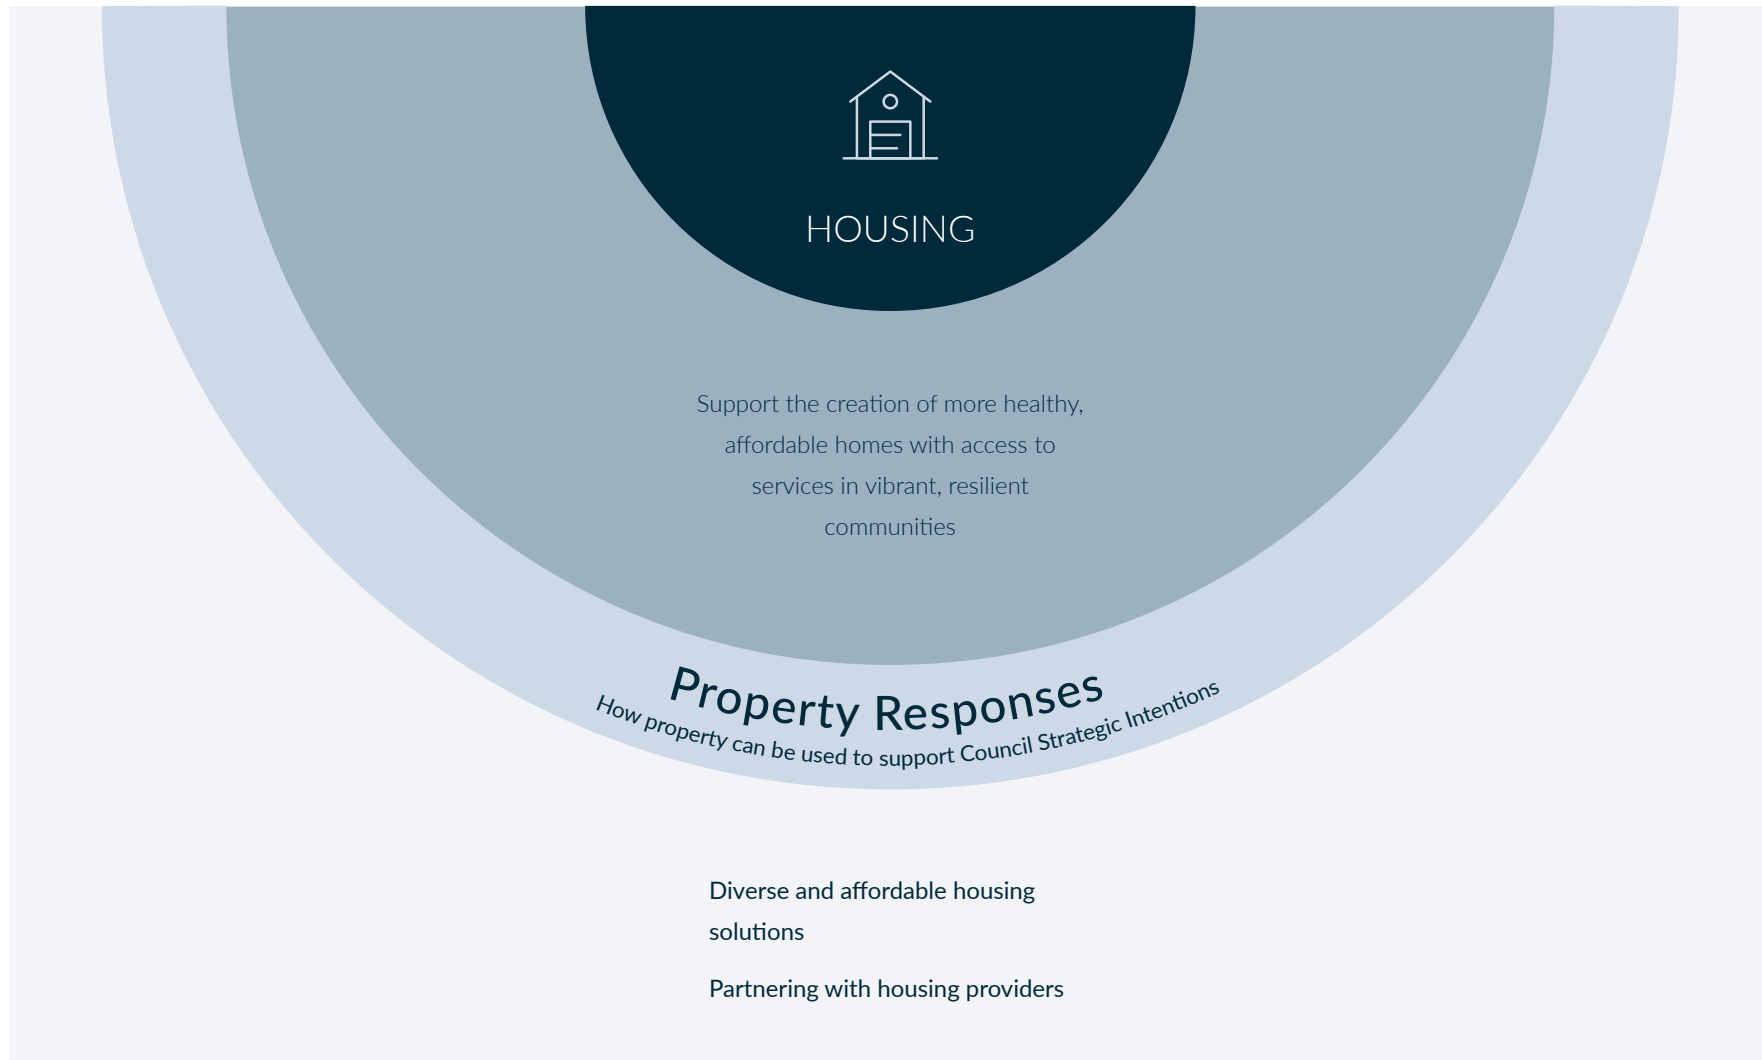 HOUSING
Support the creation of more healthy,
affordable homes with access to
services in vibrant, resilient
communities
Property Responses
How property can be used to support Council Strategic Intentions
Diverse and affordable housing
solutions
Partnering with housing providers